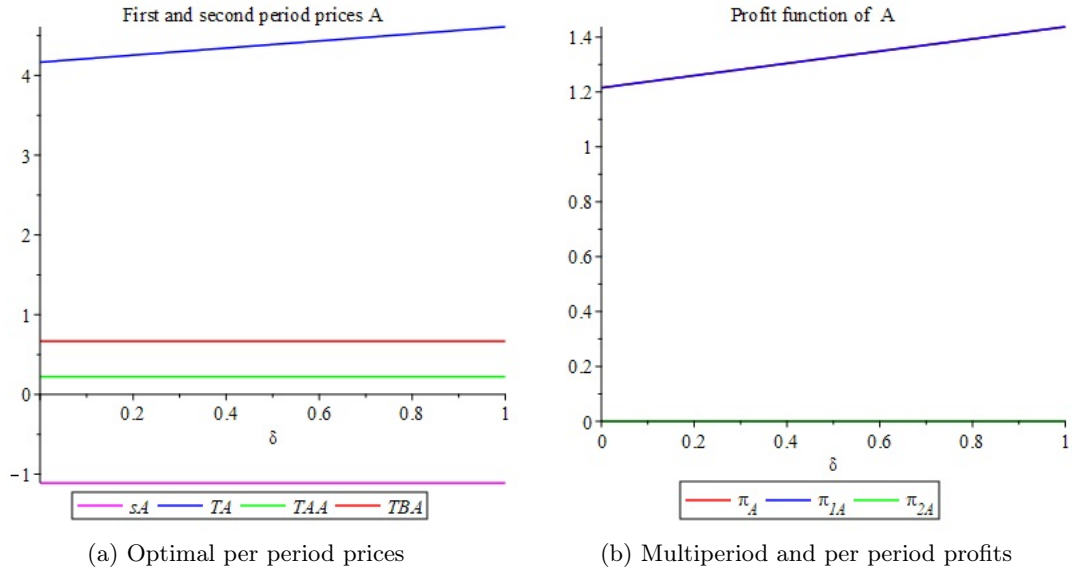 First and second period prices A
4
3
2
1
0
−1
0.2
0.4
0.6
0.8
1
δ
sA
TA
TAA
TBA
(a) Optimal per period prices
Profit function of A
1.4
1.2
1
0.8
0.6
0.4
0.2
0
0
0.2
0.4
0.6
0.8
1
δ
π_A
π_1A
π_2A
(b) Multiperiod and per period profits